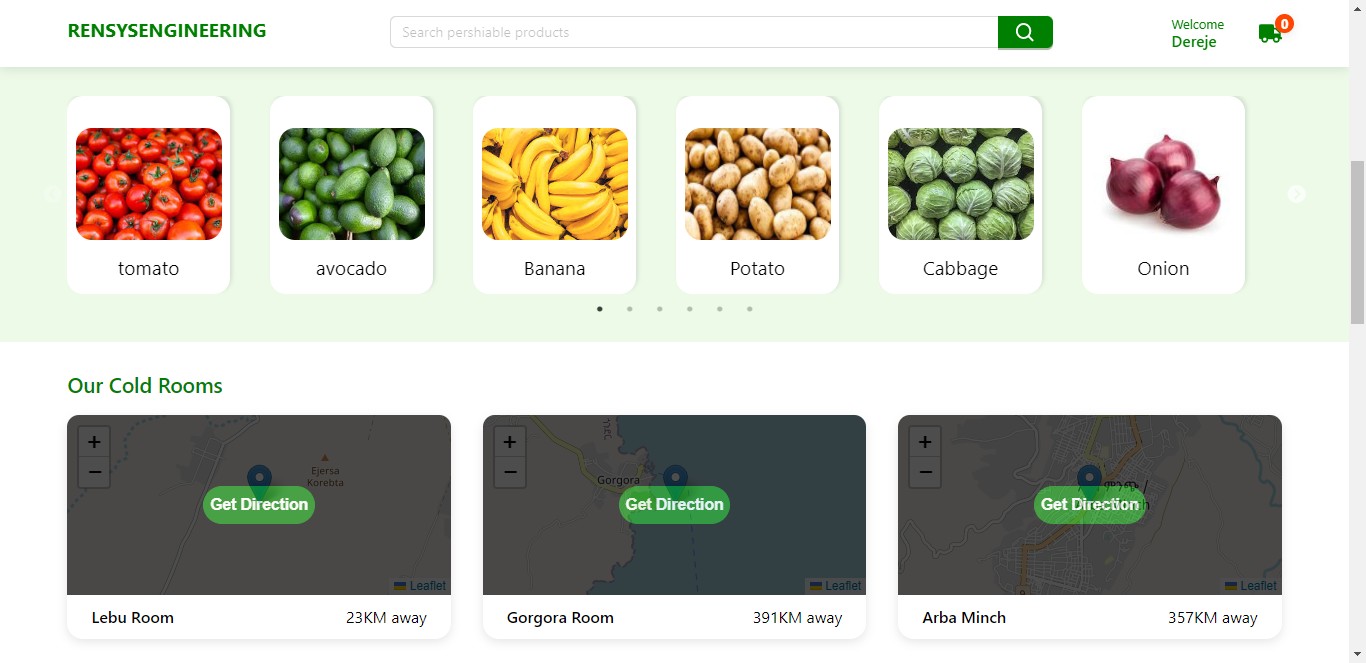 RENSYSENGINEERING
Search pershiable products
Welcome
Dereje
0
tomato
avocado
Banana
Potato
Cabbage
Onion
Our Cold Rooms
+
−
Ejersa
Korebta
Get Direction
Leaflet
Lebu Room
23KM away
+
−
Gorgora
Get Direction
Leaflet
Gorgora Room
391KM away
+
−
Get Direction
Leaflet
Arba Minch
357KM away